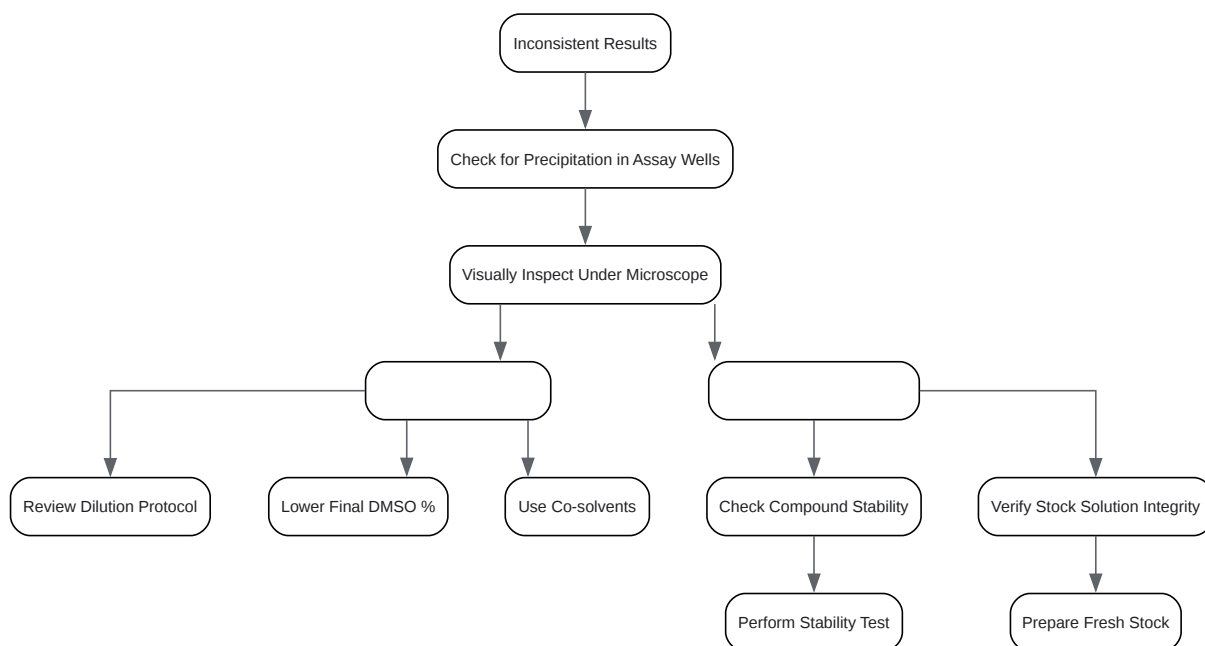 Inconsistent Results
Check for Precipitation in Assay Wells
Visually Inspect Under Microscope
Review Dilution Protocol
Lower Final DMSO %
Use Co-solvents
Check Compound Stability
Verify Stock Solution Integrity
Perform Stability Test
Prepare Fresh Stock